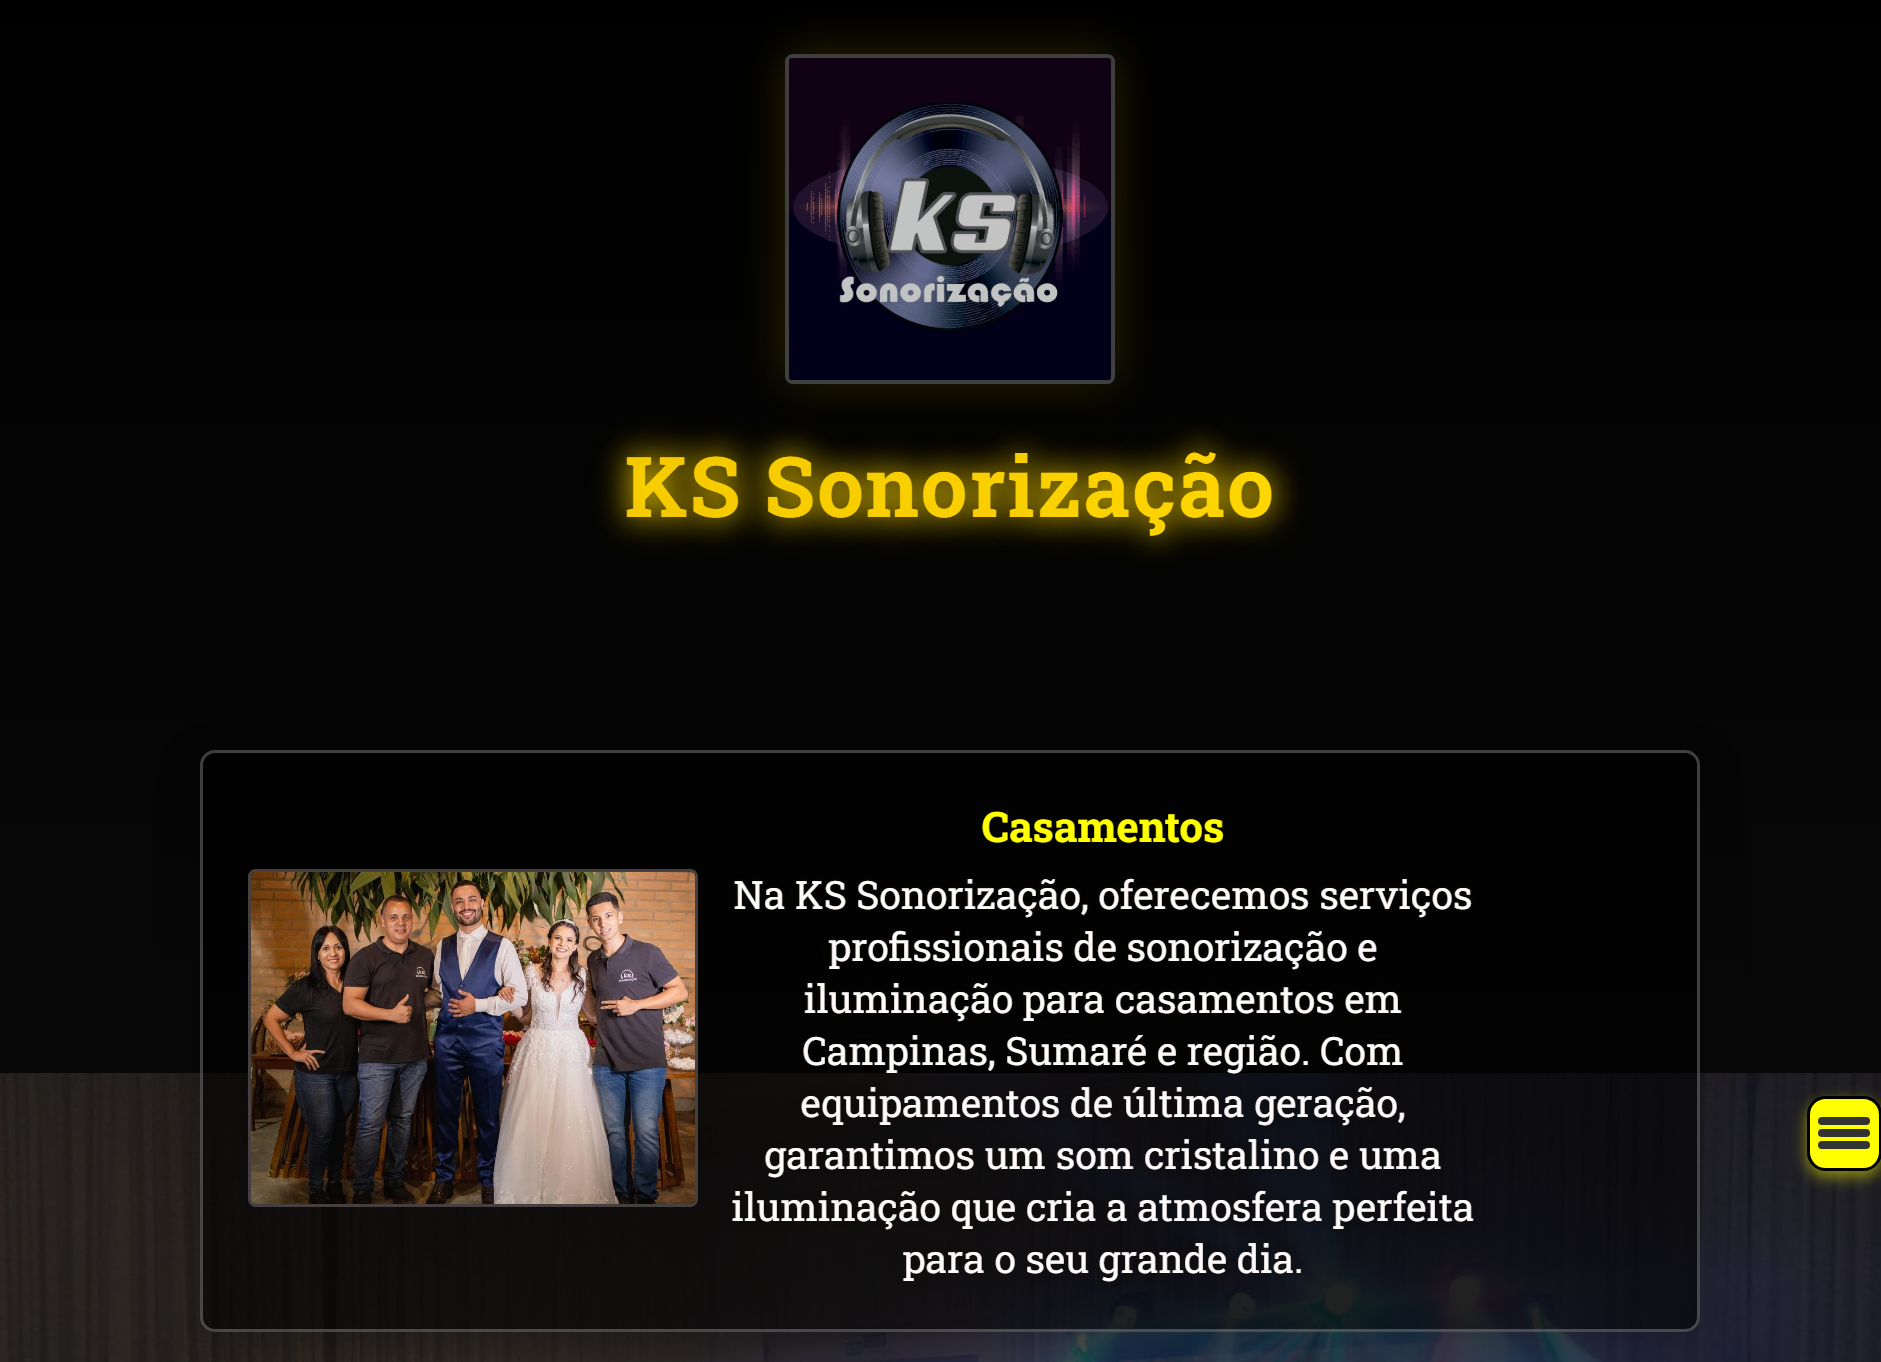 ks
Sonorização
KS Sonorização
Casamentos
Na KS Sonorização, oferecemos serviços
profissionais de sonorização e
iluminação para casamentos em
Campinas, Sumaré e região. Com
equipamentos de última geração,
garantimos um som cristalino e uma
iluminação que cria a atmosfera perfeita
para o seu grande dia.